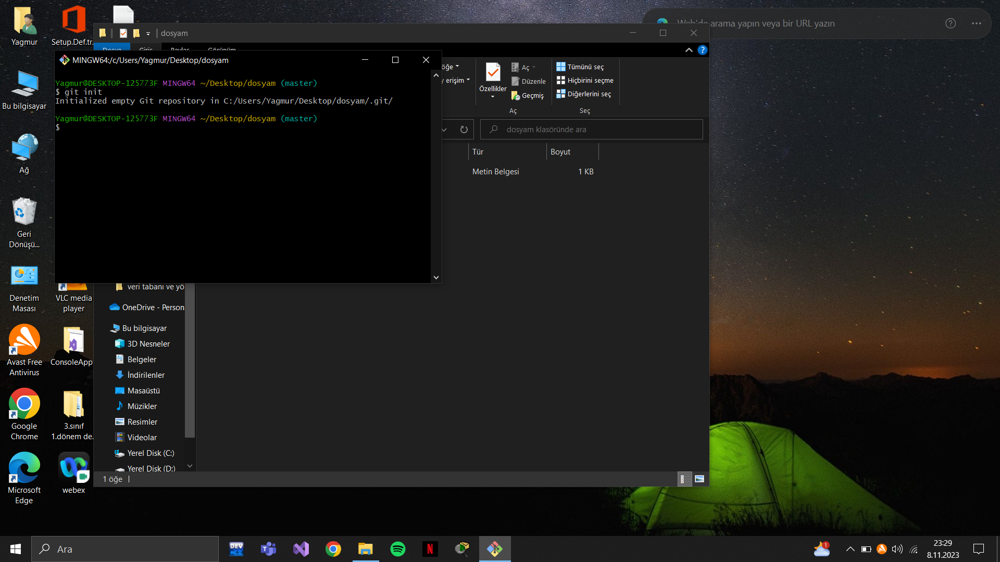 Yagmur
Setup.Def.tr...
Web'de arama yapın veya bir URL yazın
dosyam
Dosya
Giriş
Paylaş
Görünüm
MINGW64:/c/Users/Yagmur/Desktop/dosyam
Yagmur@DESKTOP-125773F MINGW64 ~/Desktop/dosyam (master)
$ git init
Initialized empty Git repository in C:/Users/Yagmur/Desktop/dosyam/.git/
Yagmur@DESKTOP-125773F MINGW64 ~/Desktop/dosyam (master)
$
öğe
y erişim
Özellikler
Aç
Düzenle
Geçmiş
Aç
Tümünü seç
Hiçbirini seçme
Diğerlerini seç
Seç
dosyam klasöründe ara
Tür
Boyut
Metin Belgesi
1 KB
Bu bilgisayar
Ağ
Geri
Dönüşü...
Denetim
Masası
VLC media
player
Avast Free
Antivirus
ConsoleApp
Google
Chrome
3.sınıf
1.dönem de...
Microsoft
Edge
webex
veri tabanı ve yö
OneDrive - Person
Bu bilgisayar
3D Nesneler
Belgeler
İndirilenler
Masaüstü
Müzikler
Resimler
Videolar
Yerel Disk (C:)
Yerel Disk (D:)
1 öğe
Ara
DEV
C++
1
23:29
8.11.2023